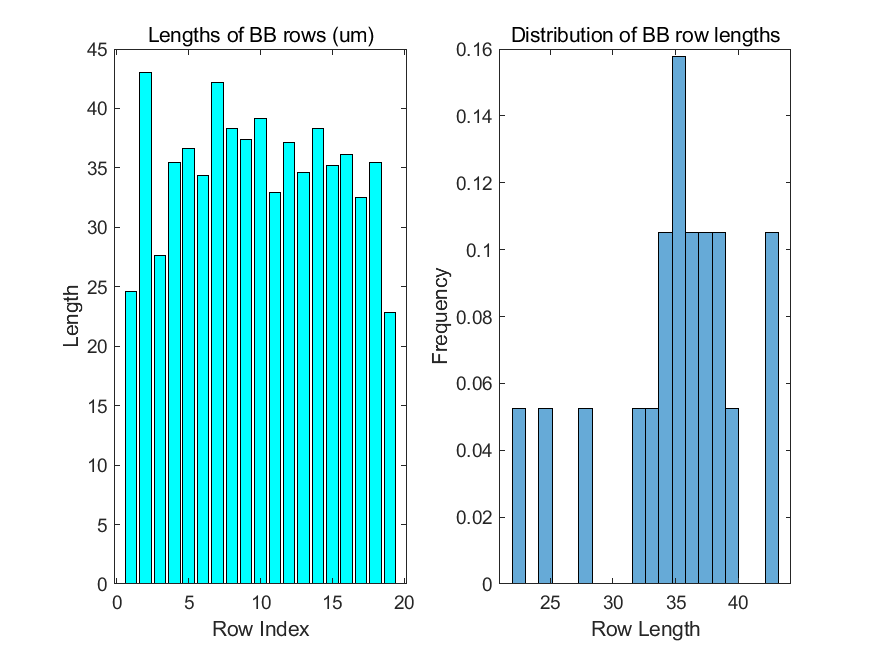 Lengths of BB rows (um)
45
40
35
30
25
20
15
10
5
0
0 5 10 15 20
Length
Row Index
Distribution of BB row lengths
0.16
0.14
0.12
0.1
0.08
0.06
0.04
0.02
0
25 30 35 40
Frequency
Row Length